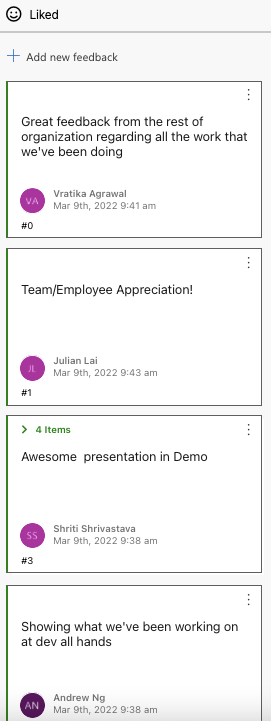 Liked
Add new feedback
Great feedback from the rest of
organization regarding all the work that
we've been doing
VA
Vratika Agrawal
Mar 9th, 2022 9:41 am
#0
Team/Employee Appreciation!
JL
Julian Lai
Mar 9th, 2022 9:43 am
#1
4 Items
Awesome presentation in Demo
SS
Shriti Shrivastava
Mar 9th, 2022 9:38 am
#3
Showing what we've been working on
at dev all hands
AN
Andrew Ng
Mar 9th, 2022 9:38 am